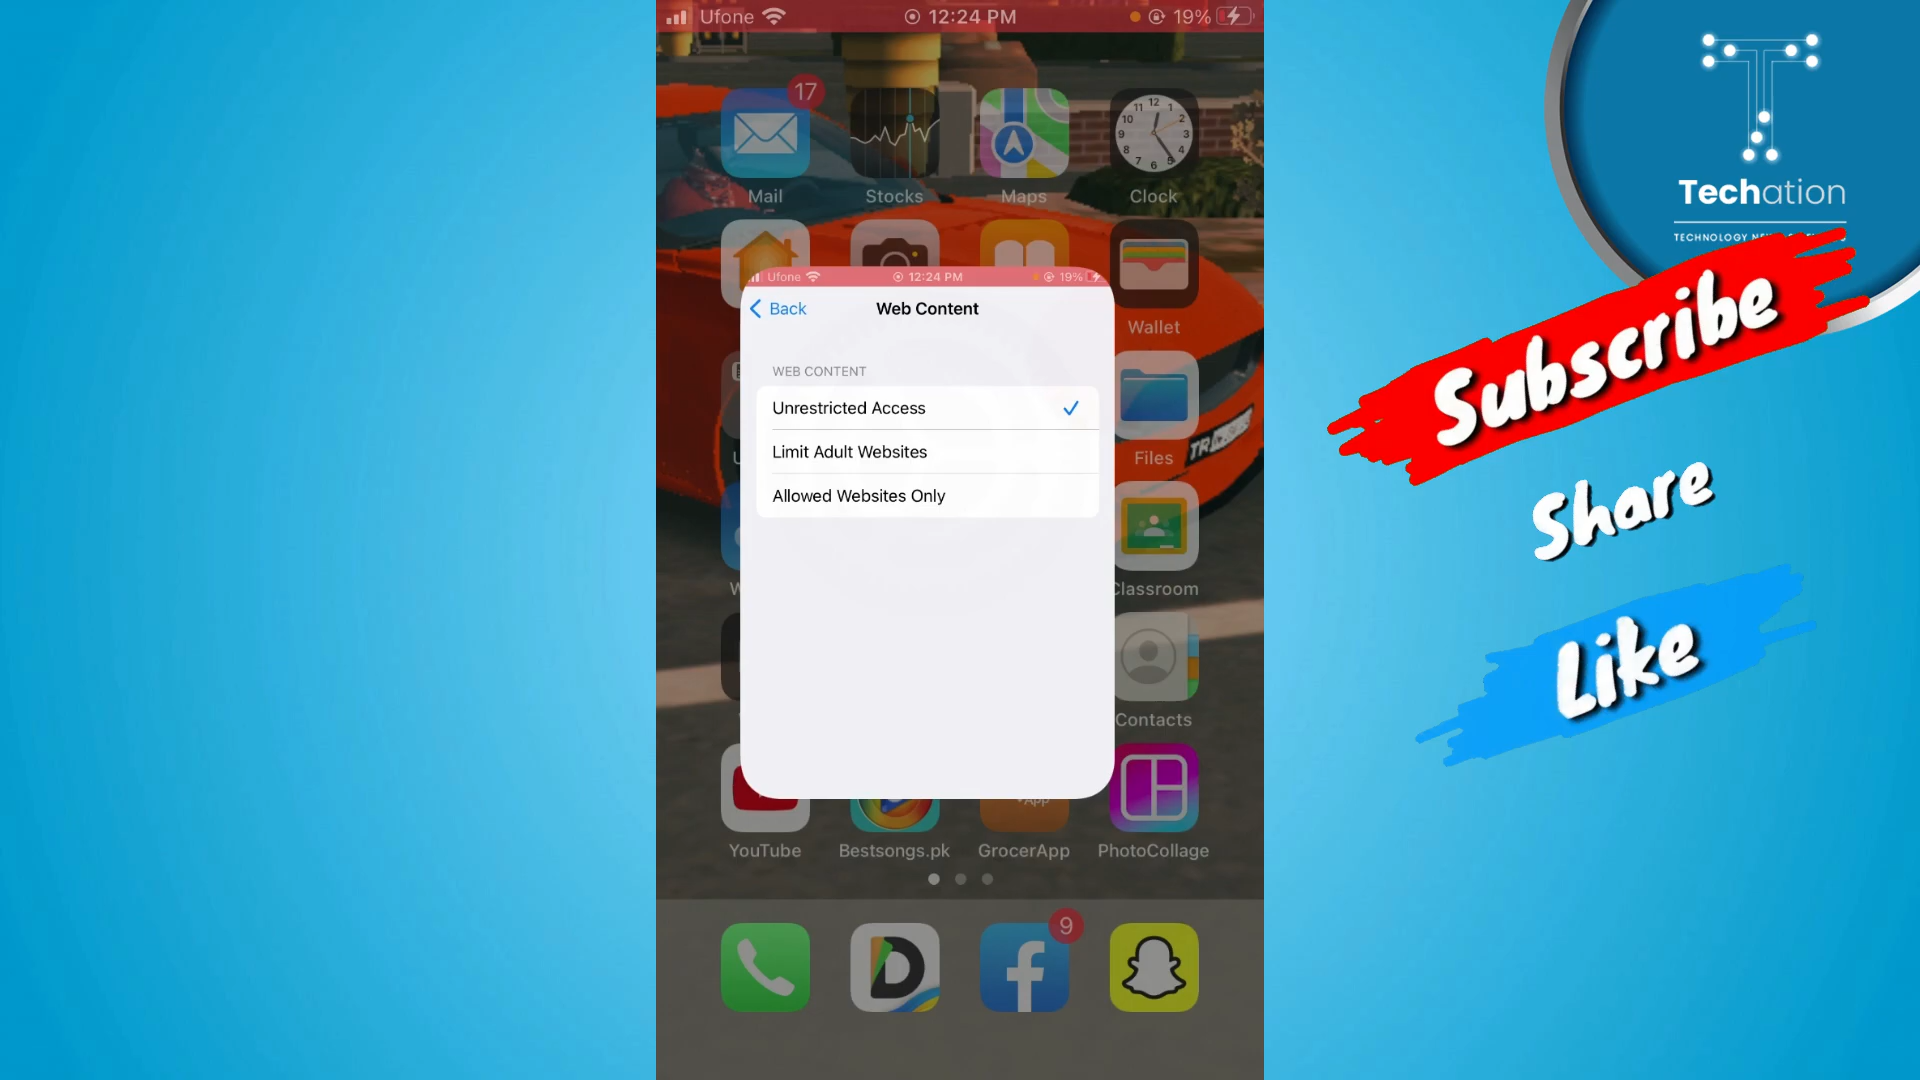 Ufone 12:24 PM 19%
17
Mail Stocks Maps Clock
Wallet
Ufone 12:24 PM 19%
Back Web Content
WEB CONTENT
Unrestricted Access
Limit Adult Websites
Allowed Websites Only
Files
Classroom
Contacts
YouTube Bestsongs.pk GrocerApp PhotoCollage
9
Techation
TECHNOLOGY
Subscribe
Share
Like